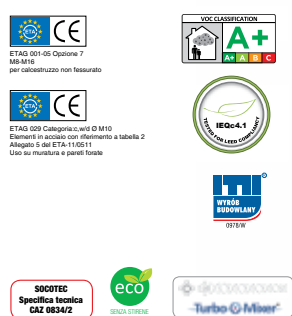 ETA
CE
ETAG 001-05 Opzione 7
M8-M16
per calcestruzzo non fessurato
ETA
CE
ETAG 029 Categoria:c,w/d Ø M10
Elementi in acciaio con riferimento a tabella 2
Allegato 5 del ETA-11/0511
Uso su muratura e pareti forate
VOC CLASSIFICATION
A+
A+ A B C
IEQc4.1
TESTED FOR LEED COMPLIANCY
WYRÓB
BUDOWLANY
0978/W
SOCOTEC
Specifica tecnica
CAZ 0834/2
eco
SENZA STIRENE
Turbo Mixer